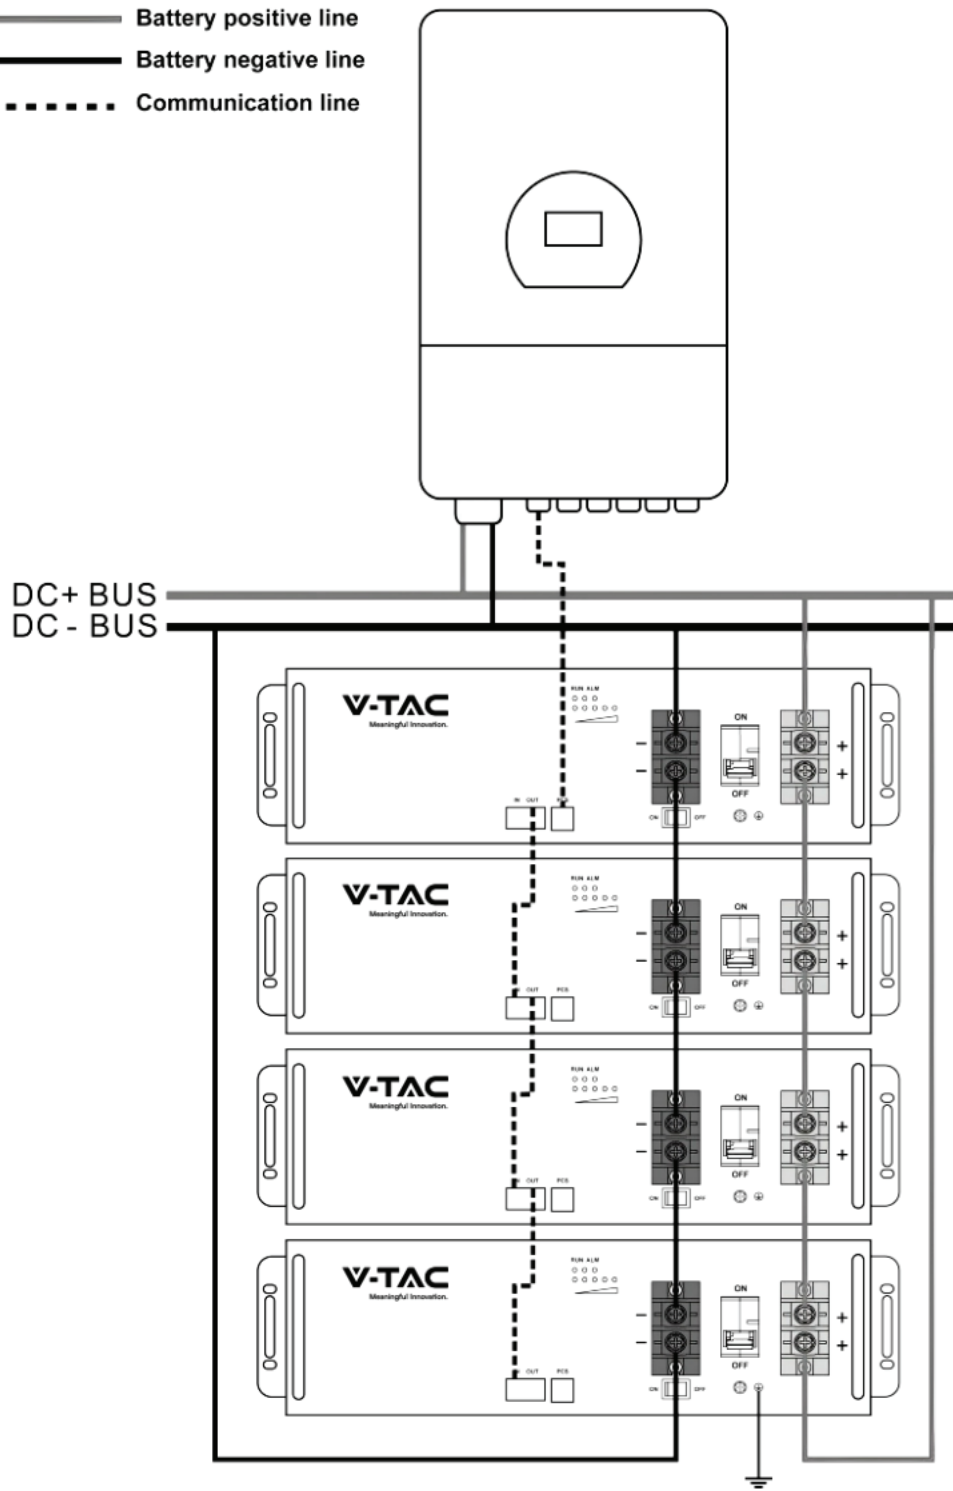 Battery positive line
Battery negative line
Communication line
DC+ BUS
DC- BUS
V-TAC
Meaningful Innovation.
RUN ALM
ON
− +
− +
OFF
IN OUT PCS
ON OFF
V-TAC
Meaningful Innovation.
RUN ALM
ON
− +
− +
OFF
OUT PCS
ON OFF
V-TAC
Meaningful Innovation.
RUN ALM
ON
− +
− +
OFF
OUT PCS
ON OFF
V-TAC
Meaningful Innovation.
RUN ALM
ON
− +
− +
OFF
OUT PCS
ON OFF